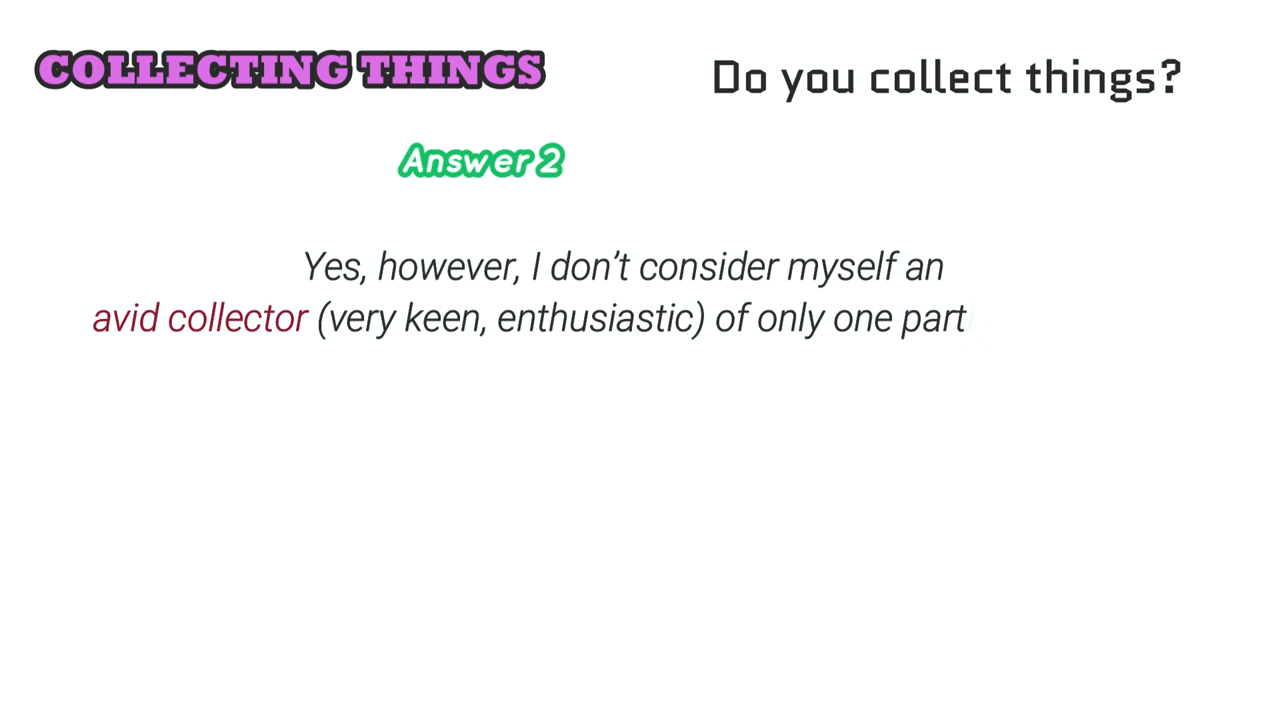 COLLECTING THINGS
Do you collect things?
Answer 2
Yes, however, I don’t consider myself an
avid collector (very keen, enthusiastic) of only one part